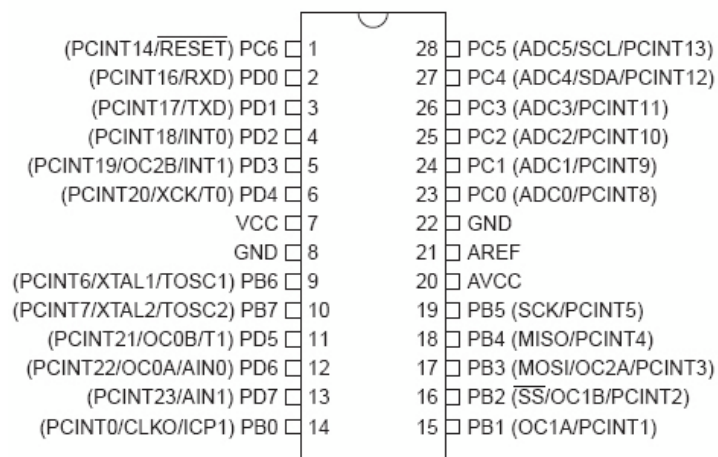 (PCINT14/RESET) PC6 1 28 PC5 (ADC5/SCL/PCINT13)
(PCINT16/RXD) PD0 2 27 PC4 (ADC4/SDA/PCINT12)
(PCINT17/TXD) PD1 3 26 PC3 (ADC3/PCINT11)
(PCINT18/INT0) PD2 4 25 PC2 (ADC2/PCINT10)
(PCINT19/OC2B/INT1) PD3 5 24 PC1 (ADC1/PCINT9)
(PCINT20/XCK/T0) PD4 6 23 PC0 (ADC0/PCINT8)
VCC 7 22 GND
GND 8 21 AREF
(PCINT6/XTAL1/TOSC1) PB6 9 20 AVCC
(PCINT7/XTAL2/TOSC2) PB7 10 19 PB5 (SCK/PCINT5)
(PCINT21/OC0B/T1) PD5 11 18 PB4 (MISO/PCINT4)
(PCINT22/OC0A/AIN0) PD6 12 17 PB3 (MOSI/OC2A/PCINT3)
(PCINT23/AIN1) PD7 13 16 PB2 (SS/OC1B/PCINT2)
(PCINT0/CLKO/ICP1) PB0 14 15 PB1 (OC1A/PCINT1)